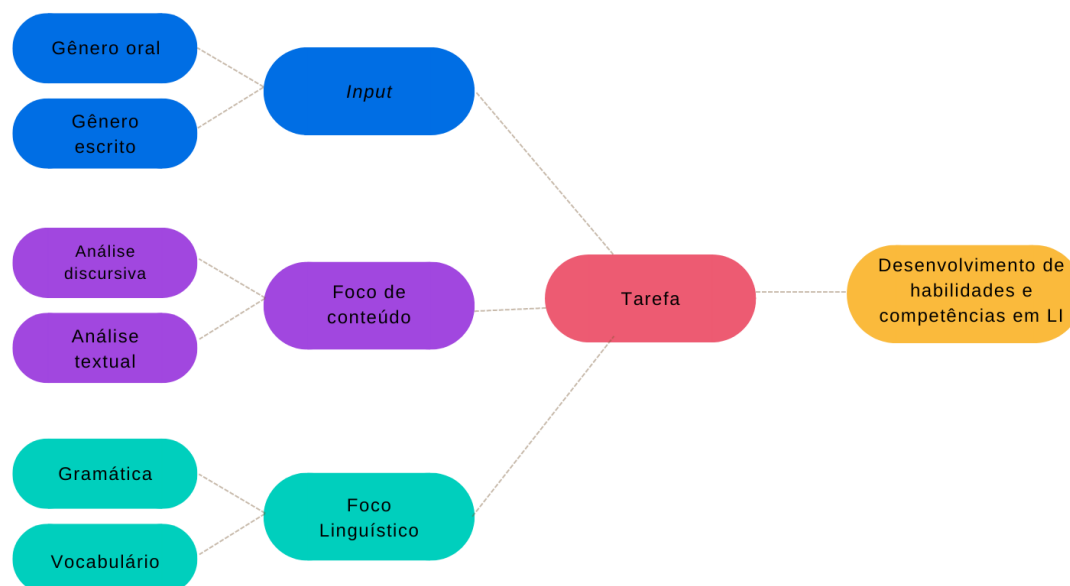 Gênero oral
Gênero
escrito
Input
Análise
discursiva
Análise
textual
Foco de
conteúdo
Gramática
Vocabulário
Foco
Linguístico
Tarefa
Desenvolvimento de
habilidades e
competências em LI